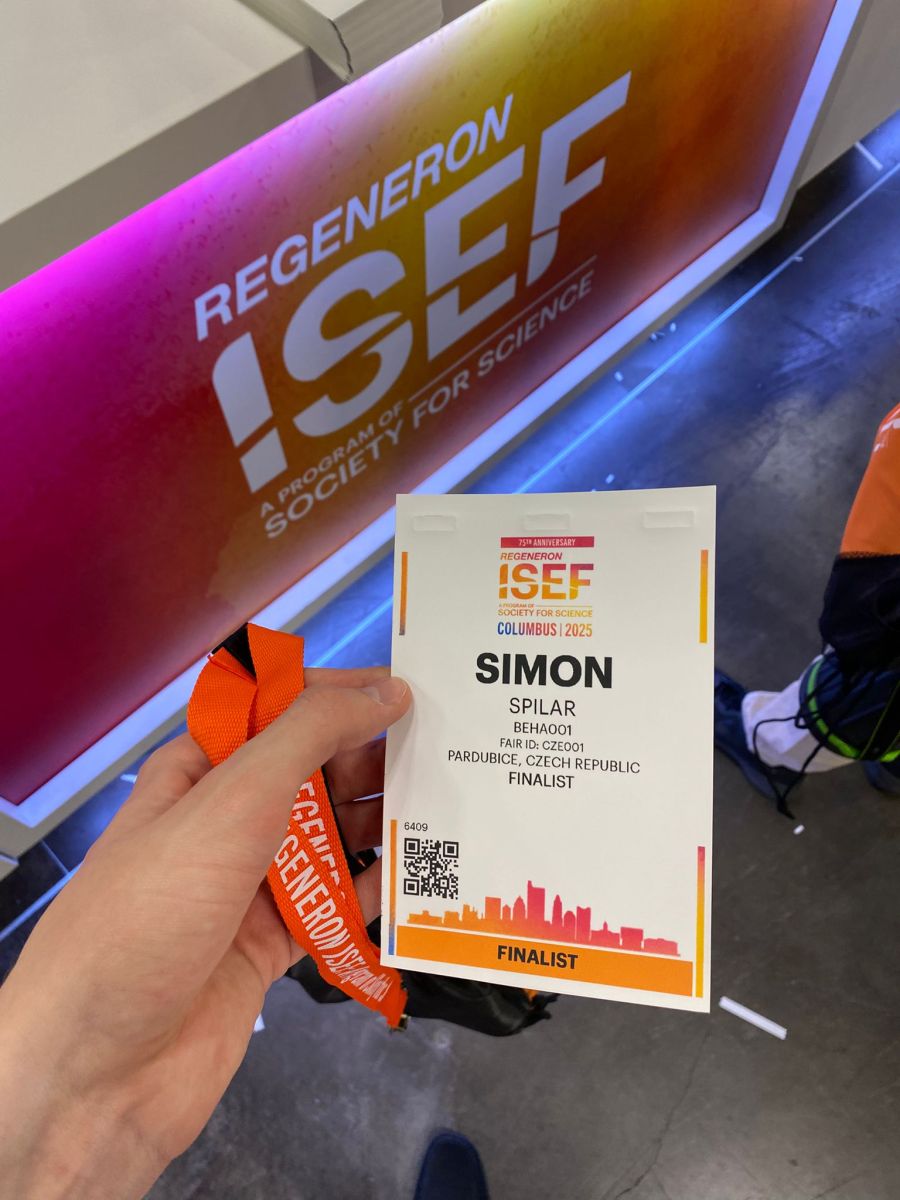 REGENERON
ISEF
A PROGRAM OF
SOCIETY FOR SCIENCE
75TH ANNIVERSARY
REGENERON
ISEF
A PROGRAM OF
SOCIETY FOR SCIENCE
COLUMBUS | 2025
SIMON
SPILAR
BEHA001
FAIR ID: CZE001
PARDUBICE, CZECH REPUBLIC
FINALIST
6409
FINALIST
REGENERON ISEF